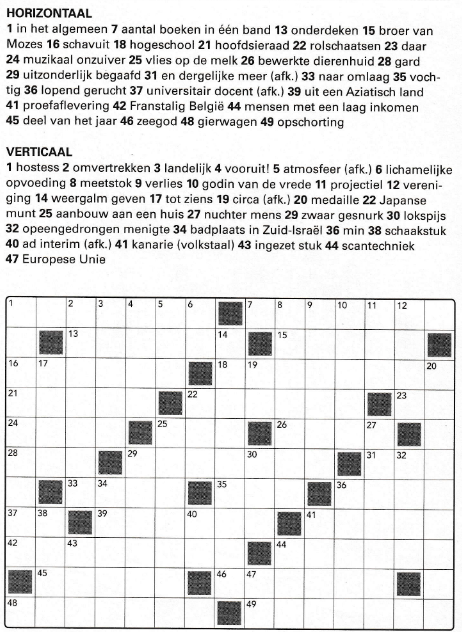 HORIZONTAAL
1 in het algemeen 7 aantal boeken in één band 13 onderdeken 15 broer van
Mozes 16 schavuit 18 hogeschool 21 hoofdsieraad 22 rolschaatsen 23 daar
24 muzikaal onzuiver 25 vlies op de melk 26 bewerkte dierenhuid 28 gard
29 uitzonderlijk begaafd 31 en dergelijke meer (afk.) 33 naar omlaag 35 voch-
tig 36 lopend gerucht 37 universitair docent (afk.) 39 uit een Aziatisch land
41 proefaflevering 42 Franstalig België 44 mensen met een laag inkomen
45 deel van het jaar 46 zeegod 48 gierwagen 49 opschorting
VERTICAAL
1 hostess 2 omvertrekken 3 landelijk 4 vooruit! 5 atmosfeer (afk.) 6 lichamelijke
opvoeding 8 meetstok 9 verlies 10 godin van de vrede 11 projectiel 12 vereni-
ging 14 weergalm geven 17 tot ziens 19 circa (afk.) 20 medaille 22 Japanse
munt 25 aanbouw aan een huis 27 nuchter mens 29 zwaar gesnurk 30 lokspijs
32 opeengedrongen menigte 34 badplaats in Zuid-Israël 36 min 38 schaakstuk
40 ad interim (afk.) 41 kanarie (volkstaal) 43 ingezet stuk 44 scantechniek
47 Europese Unie
1 2 3 4 5 6 7 8 9 10 11 12
13 14 15
16 17 18 19 20
21 22 23
24 25 26 27
28 29 30 31 32
33 34 35 36
37 38 39 40 41
42 43 44
45 46 47
48 49